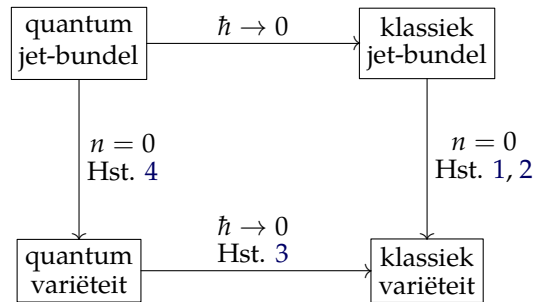 quantum
jet-bundel
ħ → 0
klassiek
jet-bundel
n = 0
Hst. 4
n = 0
Hst. 1, 2
quantum
variëteit
ħ → 0
Hst. 3
klassiek
variëteit